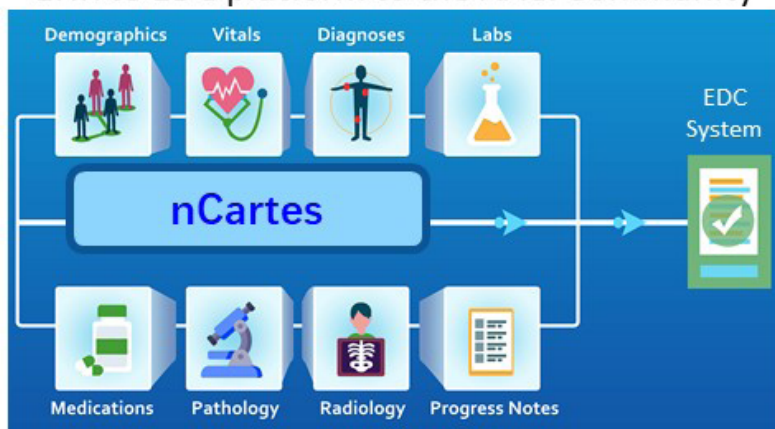 Demographics Vitals Diagnoses Labs
EDC
System
nCartes
Medications Pathology Radiology Progress Notes